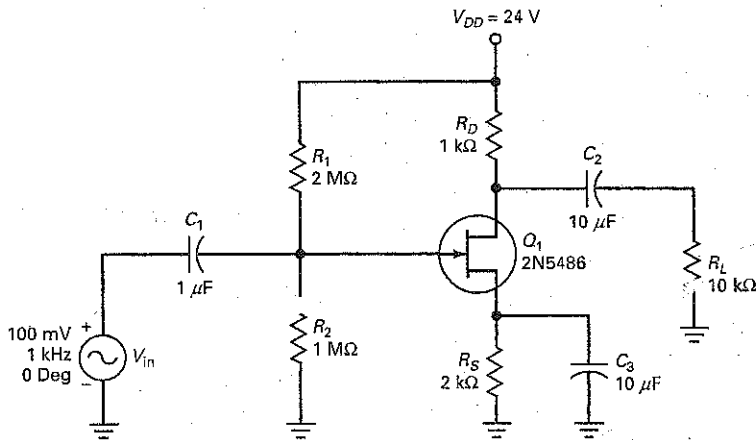 V_DD = 24 V
R_D
1 kΩ
R_1
2 MΩ
C_2
10 μF
C_1
1 μF
Q_1
2N5486
R_L
10 kΩ
100 mV
1 kHz
0 Deg
+
−
V_in
R_2
1 MΩ
R_S
2 kΩ
C_3
10 μF